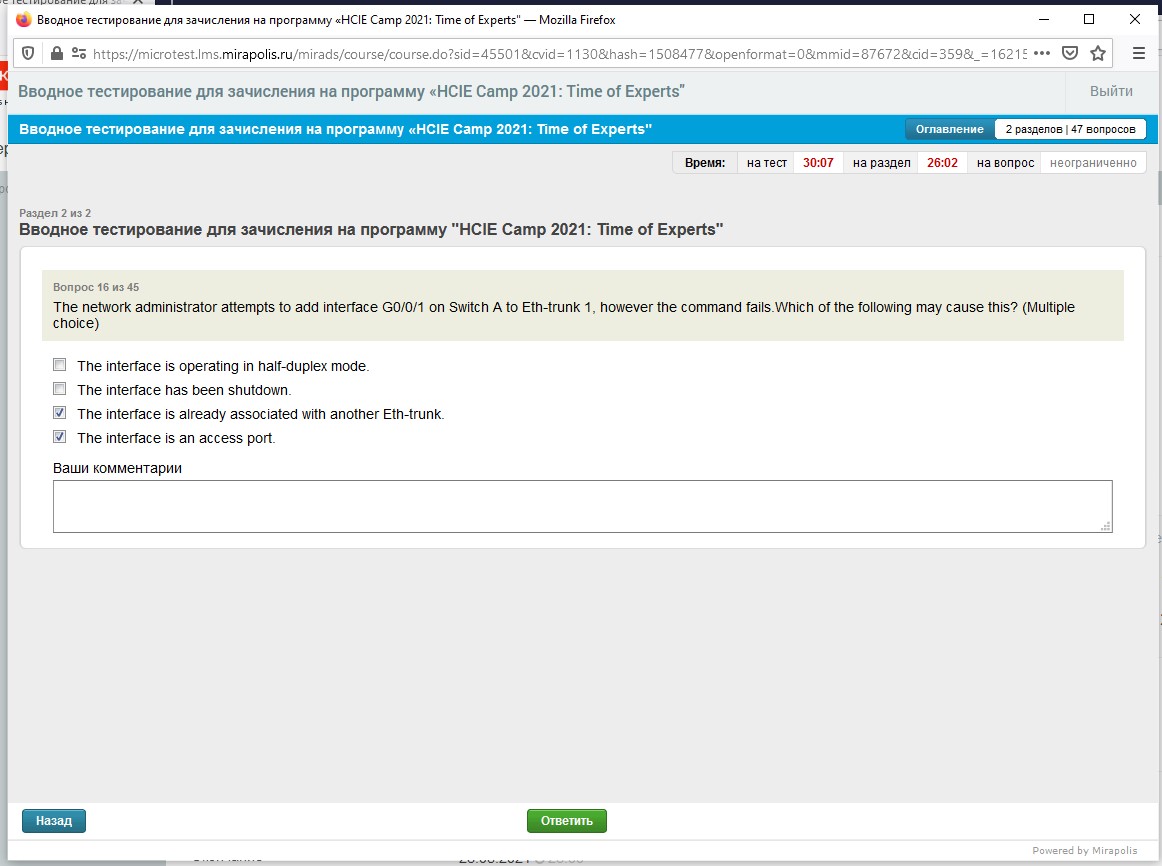 Вводное тестирование для зачисления на программу «HCIE Camp 2021: Time of Experts" — Mozilla Firefox
https://microtest.lms.mirapolis.ru/mirads/course/course.do?sid=45501&cvid=1130&hash=1508477&openformat=0&mmid=87672&cid=359&_=16215
Вводное тестирование для зачисления на программу «HCIE Camp 2021: Time of Experts"
Выйти
Вводное тестирование для зачисления на программу «HCIE Camp 2021: Time of Experts"
Оглавление 2 разделов | 47 вопросов
Время: на тест 30:07 на раздел 26:02 на вопрос неограниченно
Раздел 2 из 2
Вводное тестирование для зачисления на программу "HCIE Camp 2021: Time of Experts"
Вопрос 16 из 45
The network administrator attempts to add interface G0/0/1 on Switch A to Eth-trunk 1, however the command fails.Which of the following may cause this? (Multiple
choice)
The interface is operating in half-duplex mode.
The interface has been shutdown.
The interface is already associated with another Eth-trunk.
The interface is an access port.
Ваши комментарии
Назад
Ответить
Powered by Mirapolis